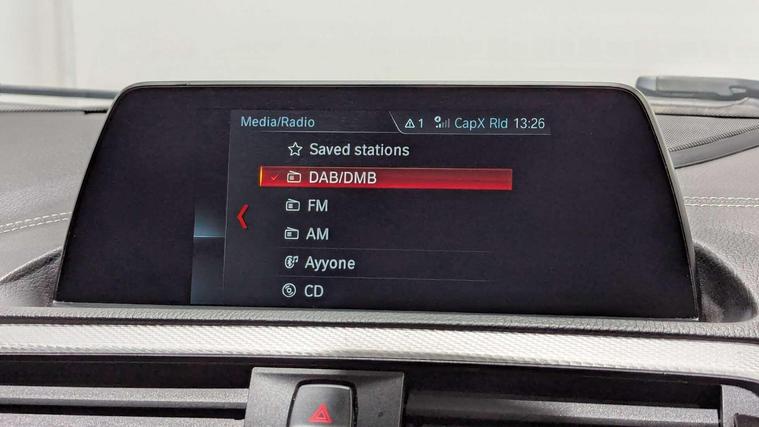 Media/Radio 1 CapX Rld 13:26
Saved stations
DAB/DMB
FM
AM
Ayyone
CD